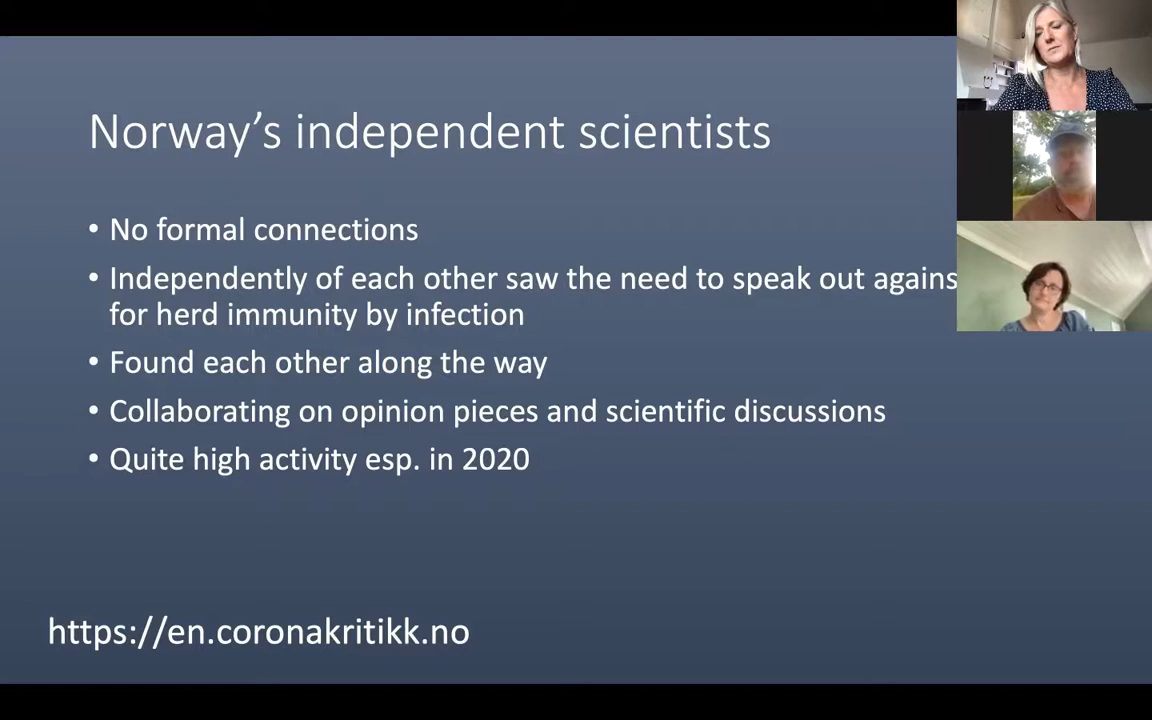 Norway's independent scientists
• No formal connections
• Independently of each other saw the need to speak out agains
for herd immunity by infection
• Found each other along the way
• Collaborating on opinion pieces and scientific discussions
• Quite high activity esp. in 2020
https://en.coronakritikk.no